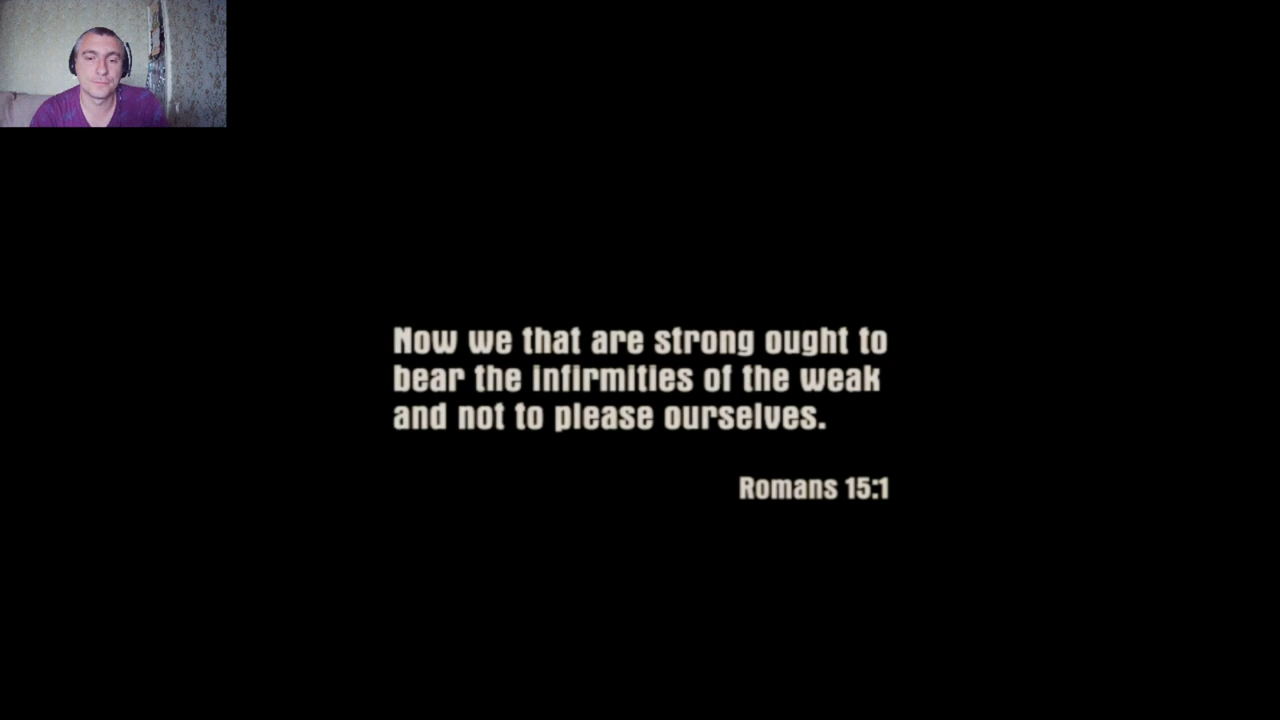 Now we that are strong ought to
bear the infirmities of the weak
and not to please ourselves.
Romans 15:1